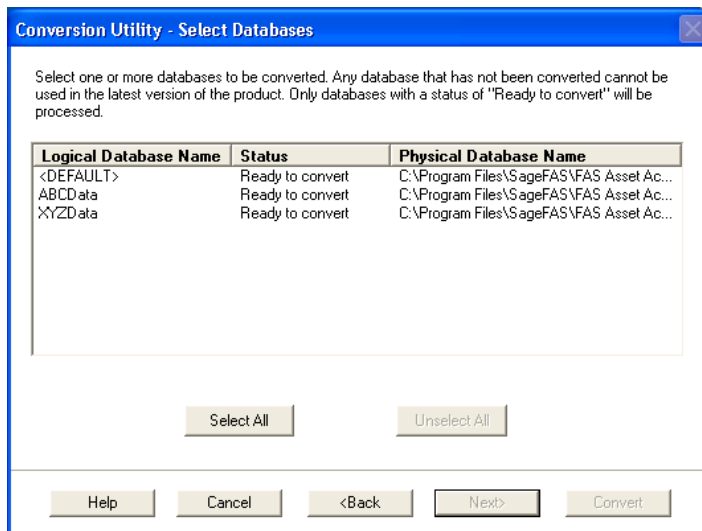 Conversion Utility - Select Databases
Select one or more databases to be converted. Any database that has not been converted cannot be
used in the latest version of the product. Only databases with a status of "Ready to convert" will be
processed.
Logical Database Name Status Physical Database Name
<DEFAULT> Ready to convert C:\Program Files\SageFAS\FAS Asset Ac...
ABCData Ready to convert C:\Program Files\SageFAS\FAS Asset Ac...
XYZData Ready to convert C:\Program Files\SageFAS\FAS Asset Ac...
Select All Unselect All
Help Cancel <Back Next> Convert